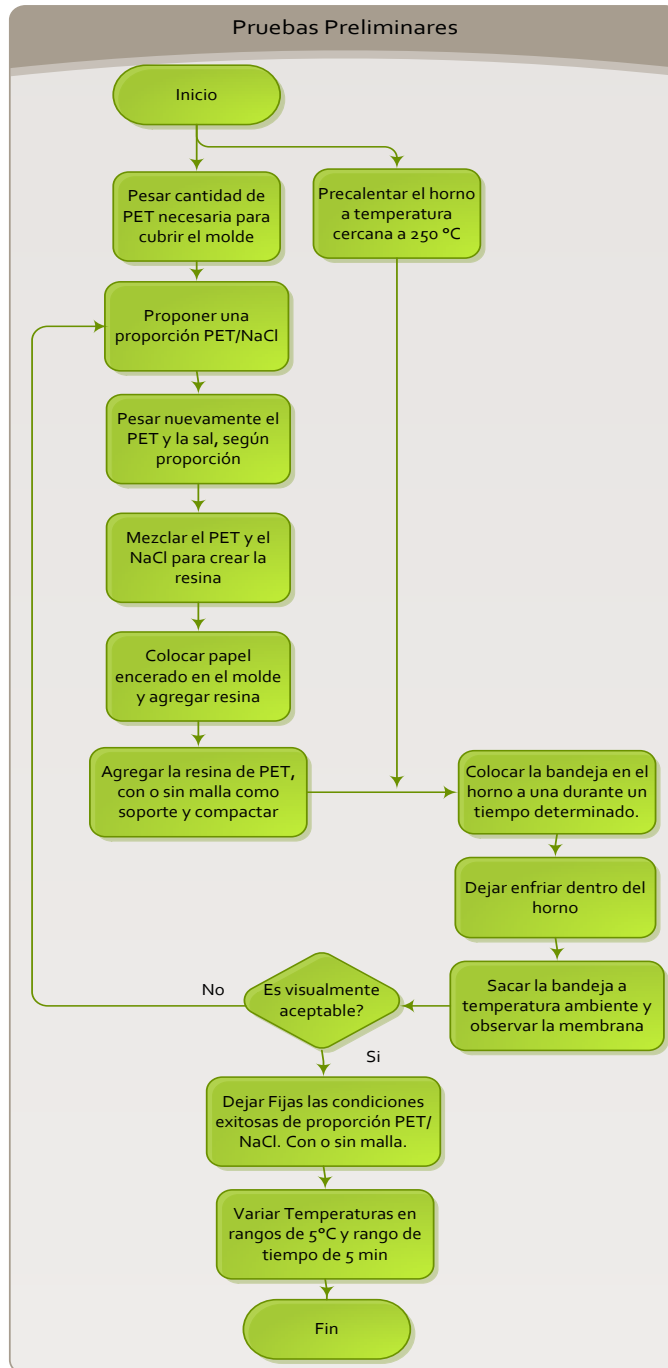 Pruebas Preliminares
Inicio
Pesar cantidad de
PET necesaria para
cubrir el molde
Precalentar el horno
a temperatura
cercana a 250 °C
Proponer una
proporción PET/NaCl
Pesar nuevamente el
PET y la sal, según
proporción
Mezclar el PET y el
NaCl para crear la
resina
Colocar papel
encerado en el molde
y agregar resina
Agregar la resina de PET,
con o sin malla como
soporte y compactar
Colocar la bandeja en el
horno a una durante un
tiempo determinado.
Dejar enfriar dentro del
horno
Sacar la bandeja a
temperatura ambiente y
observar la membrana
Es visualmente
aceptable?
No
Si
Dejar Fijas las condiciones
exitosas de proporción PET/
NaCl. Con o sin malla.
Variar Temperaturas en
rangos de 5°C y rango de
tiempo de 5 min
Fin